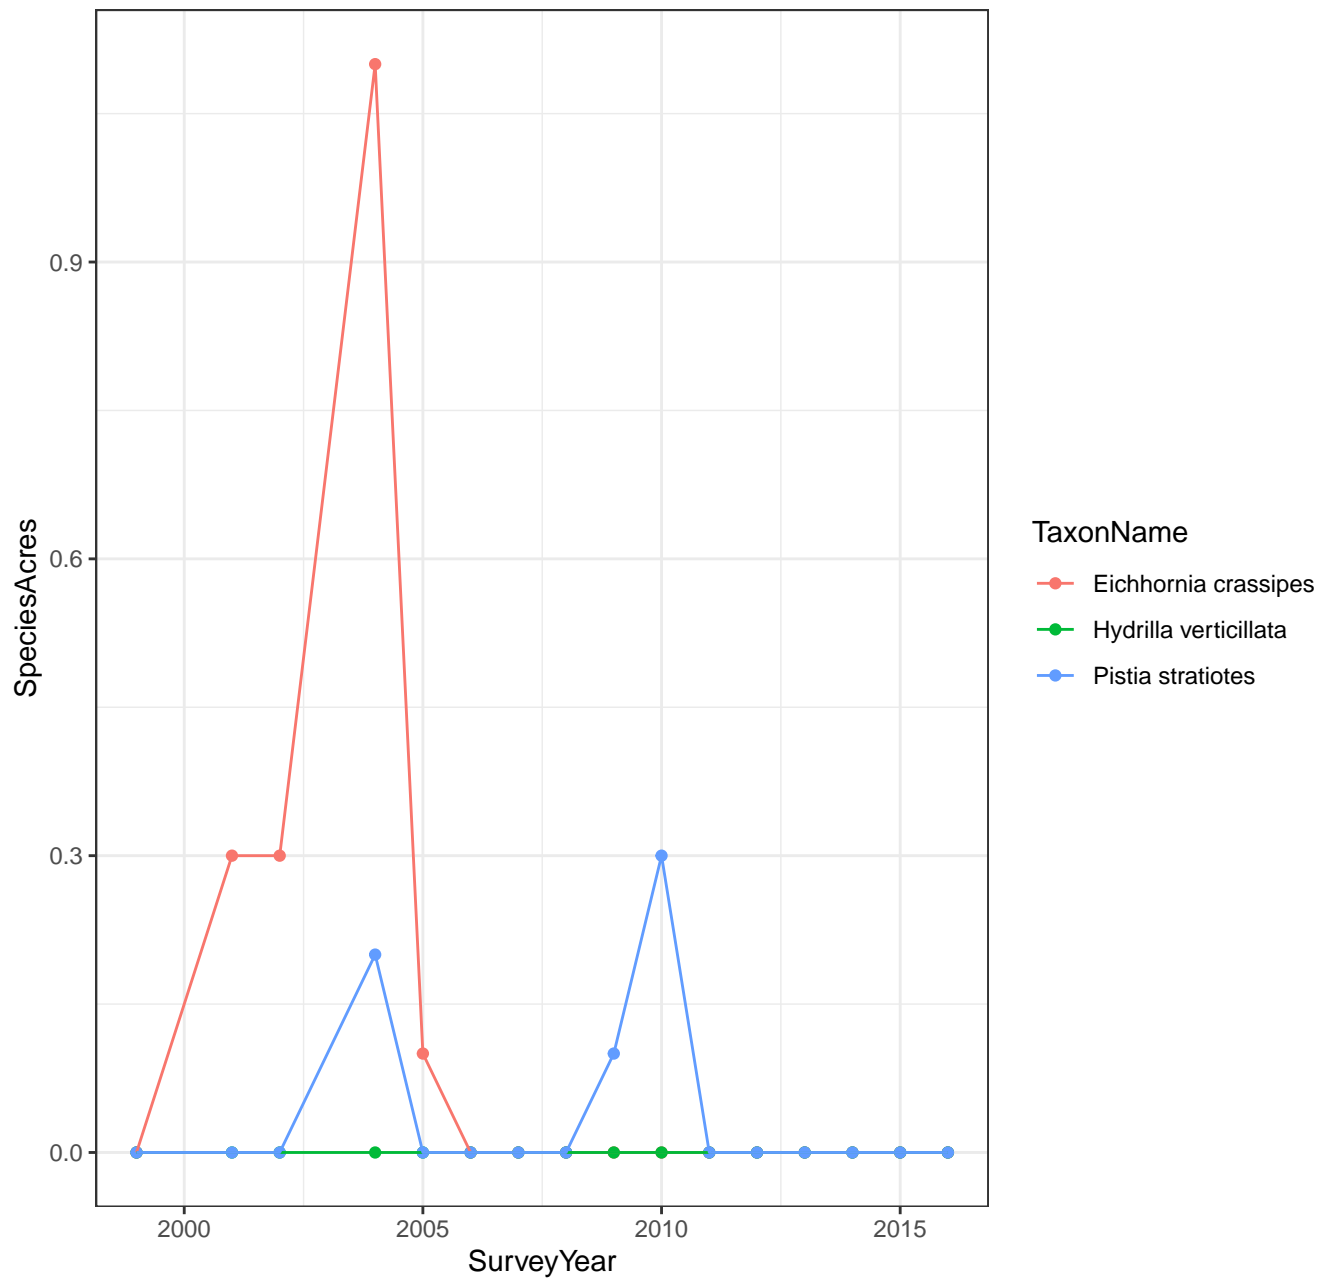 SpeciesAcres
0.9
0.6
0.3
0.0
2000 2005 2010 2015
SurveyYear
TaxonName
Eichhornia crassipes
Hydrilla verticillata
Pistia stratiotes